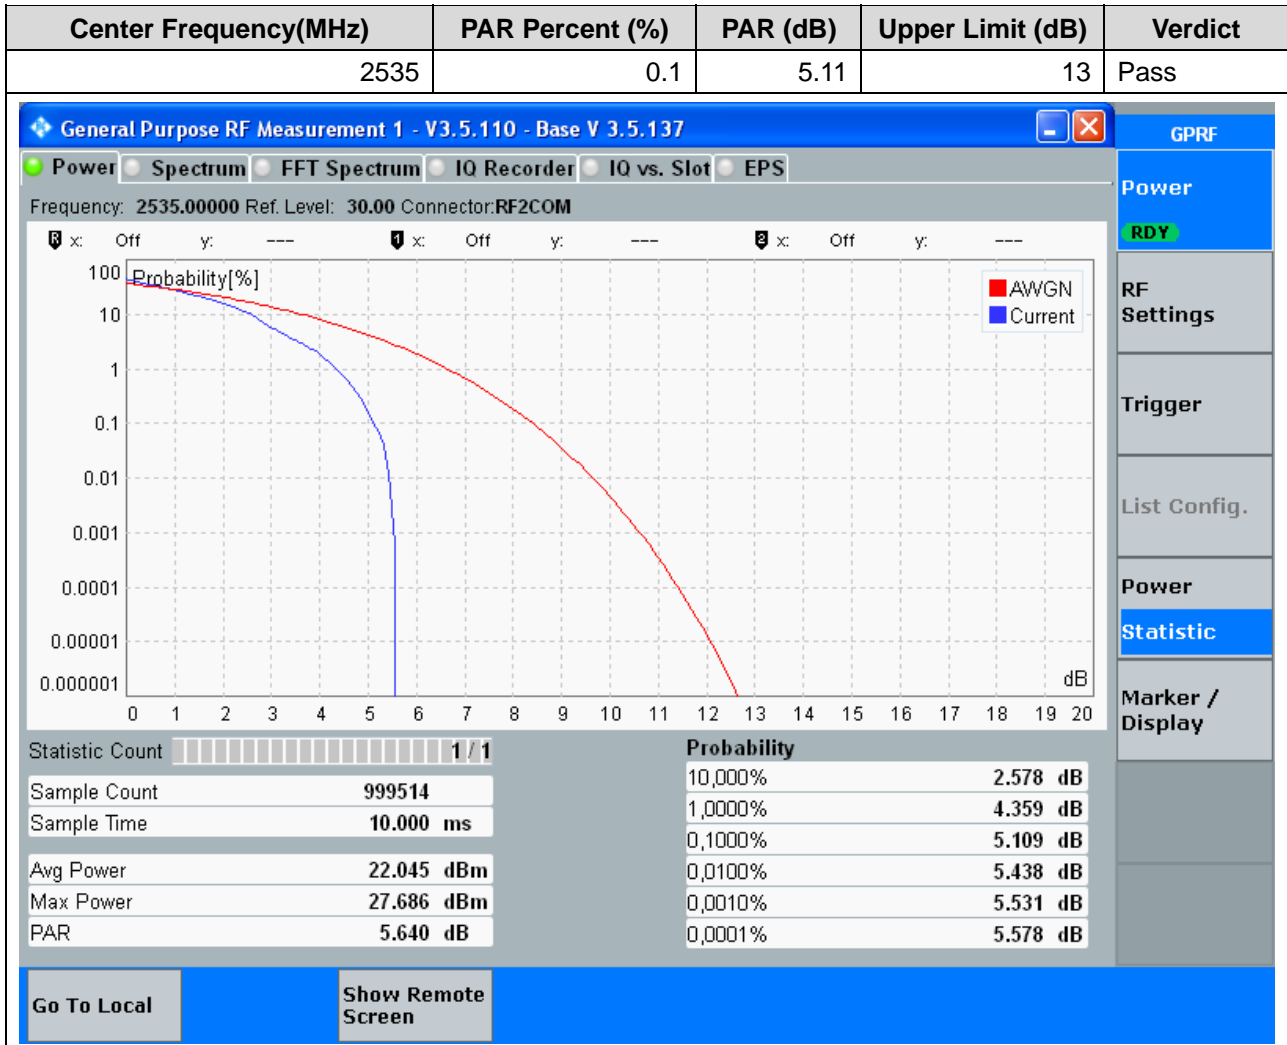 Center Frequency(MHz) PAR Percent (%) PAR (dB) Upper Limit (dB) Verdict
2535 0.1 5.11 13 Pass
General Purpose RF Measurement 1 - V3.5.110 - Base V 3.5.137
GPRF
Power Spectrum FFT Spectrum IQ Recorder IQ vs. Slot EPS
Frequency: 2535.00000 Ref. Level: 30.00 Connector:RF2COM
R x: Off y: --- 1 x: Off y: --- 2 x: Off y: ---
Probability[%]
AWGN
Current
100
10
1
0.1
0.01
0.001
0.0001
0.00001
0.000001
dB
0 1 2 3 4 5 6 7 8 9 10 11 12 13 14 15 16 17 18 19 20
Statistic Count 1 / 1
Sample Count 999514
Sample Time 10.000 ms
Avg Power 22.045 dBm
Max Power 27.686 dBm
PAR 5.640 dB
Probability
10,000% 2.578 dB
1,0000% 4.359 dB
0,1000% 5.109 dB
0,0100% 5.438 dB
0,0010% 5.531 dB
0,0001% 5.578 dB
Power
RDY
RF
Settings
Trigger
List Config.
Power
Statistic
Marker /
Display
Go To Local
Show Remote
Screen